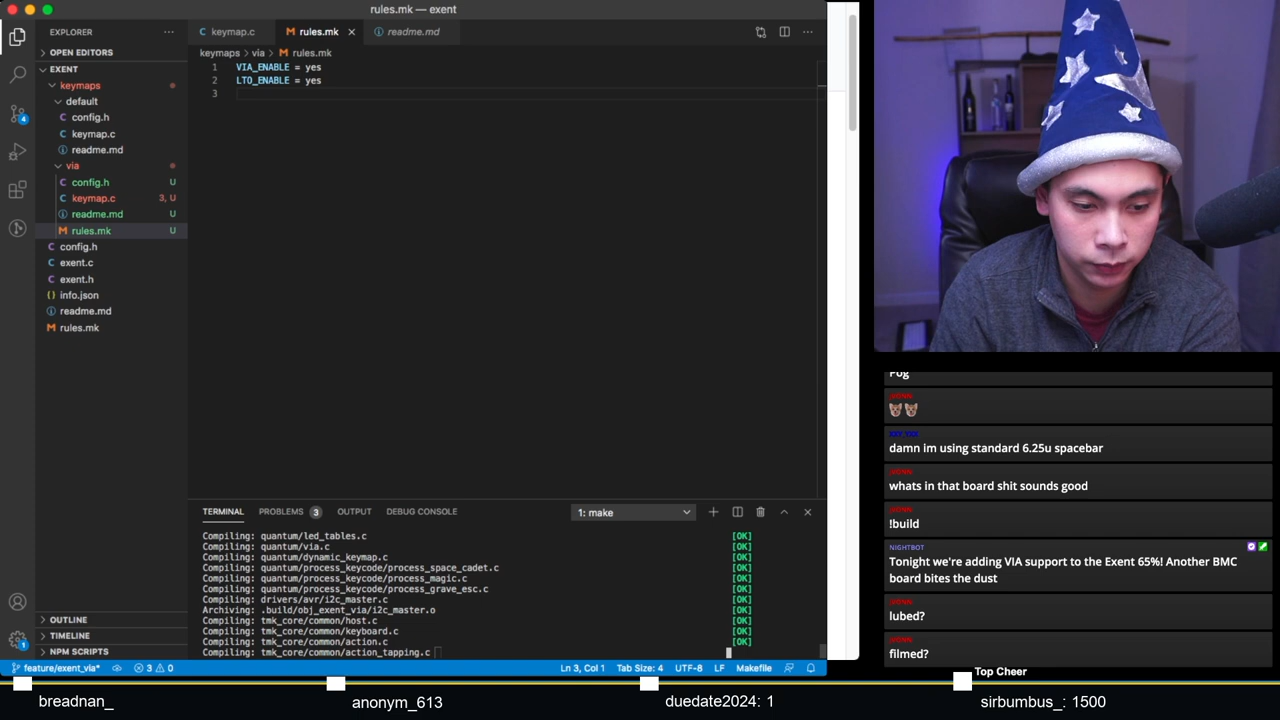 rules.mk — exent
EXPLORER
OPEN EDITORS
EXENT
keymaps
default
config.h
keymap.c
readme.md
via
config.h U
keymap.c 3, U
readme.md U
rules.mk U
config.h
exent.c
exent.h
info.json
readme.md
rules.mk
OUTLINE
TIMELINE
NPM SCRIPTS
keymap.c
rules.mk
readme.md
keymaps > via > rules.mk
1 VIA_ENABLE = yes
2 LTO_ENABLE = yes
3
TERMINAL PROBLEMS 3 OUTPUT DEBUG CONSOLE
1: make
Compiling: quantum/led_tables.c [OK]
Compiling: quantum/via.c [OK]
Compiling: quantum/dynamic_keymap.c [OK]
Compiling: quantum/process_keycode/process_space_cadet.c [OK]
Compiling: quantum/process_keycode/process_magic.c [OK]
Compiling: quantum/process_keycode/process_grave_esc.c [OK]
Compiling: drivers/avr/i2c_master.c [OK]
Archiving: .build/obj_exent_via/i2c_master.o [OK]
Compiling: tmk_core/common/host.c [OK]
Compiling: tmk_core/common/keyboard.c [OK]
Compiling: tmk_core/common/action.c [OK]
Compiling: tmk_core/common/action_tapping.c
feature/exent_via* 3 0 Ln 3, Col 1 Tab Size: 4 UTF-8 LF Makefile
4
1
Fog
damn im using standard 6.25u spacebar
whats in that board shit sounds good
!build
NIGHTBOT
Tonight we're adding VIA support to the Exent 65%! Another BMC
board bites the dust
lubed?
filmed?
Top Cheer
breadnan_ anonym_613 duedate2024: 1 sirbumbus_: 1500